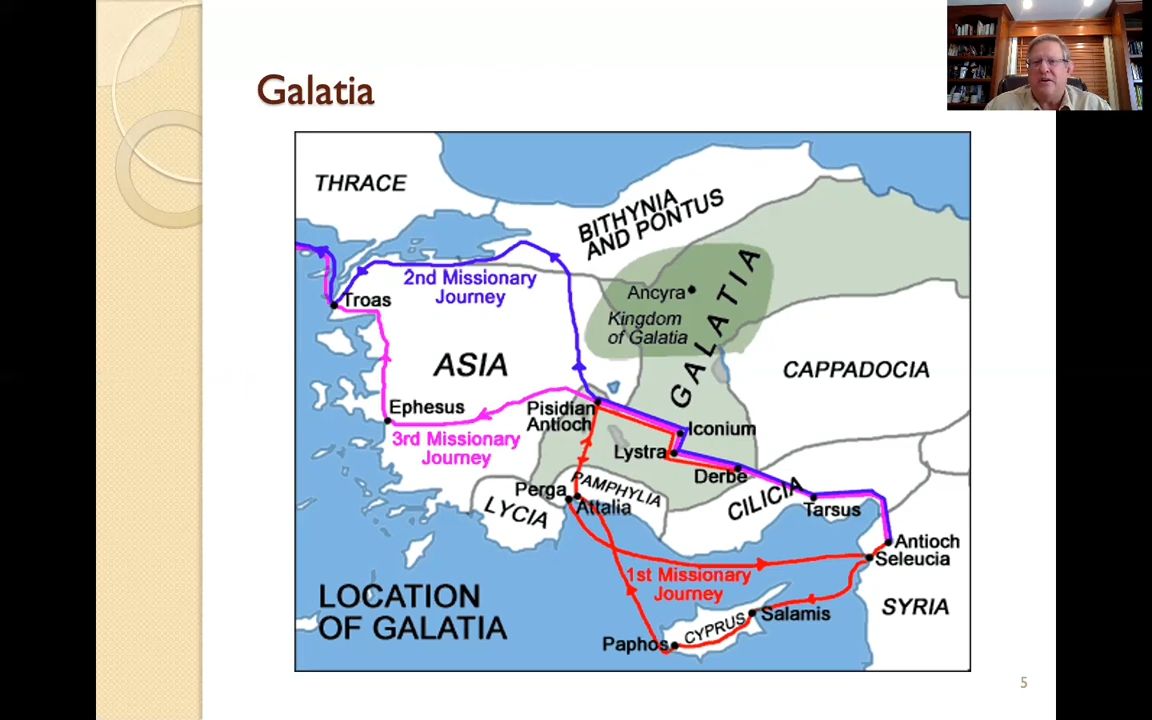 Galatia
THRACE
BITHYNIA
AND PONTUS
2nd Missionary
Journey
Troas
Ancyra
Kingdom
of Galatia
GALATIA
ASIA
CAPPADOCIA
Ephesus
Pisidian
Antioch
3rd Missionary
Journey
Iconium
Lystra
Derbe
Perga
PAMPHYLIA
Attalia
LYCIA
CILICIA
Tarsus
Antioch
Seleucia
1st Missionary
Journey
LOCATION
OF GALATIA
Salamis
SYRIA
CYPRUS
Paphos
5